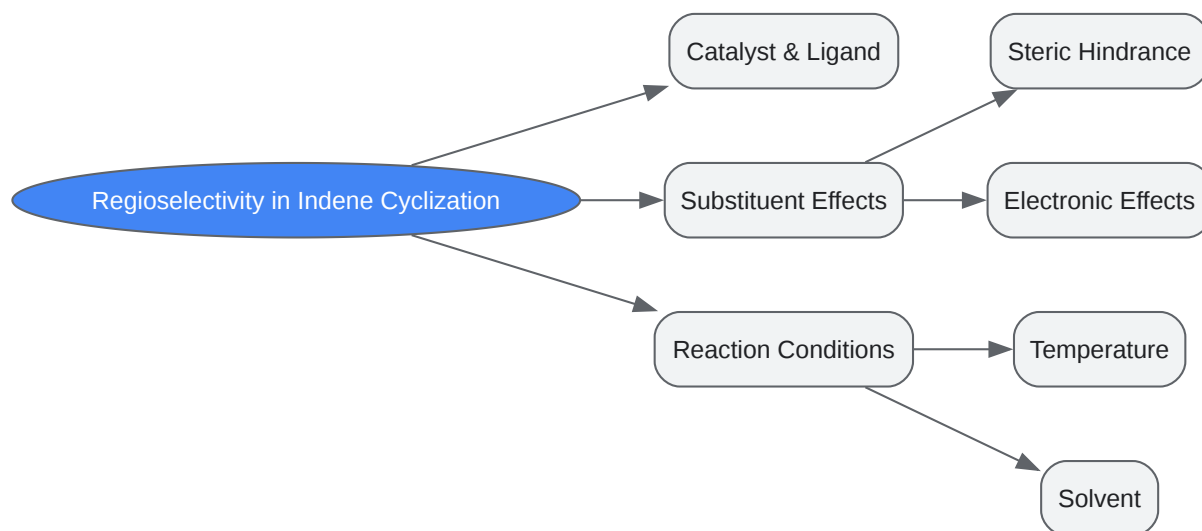 Catalyst & Ligand
Steric Hindrance
Regioselectivity in Indene Cyclization
Substituent Effects
Electronic Effects
Reaction Conditions
Temperature
Solvent